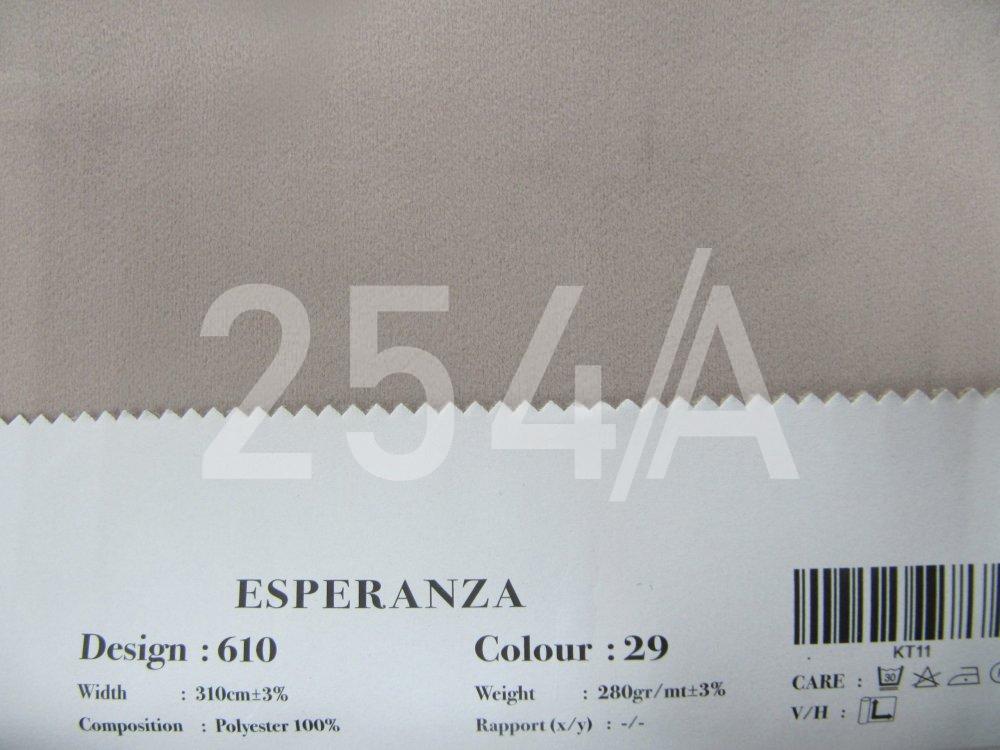 254/A
ESPERANZA
Design : 610
Colour : 29
Width : 310cm±3%
Weight : 280gr/mt±3%
Composition : Polyester 100%
Rapport (x/y) : -/-
KT11
CARE : 30
V/H :